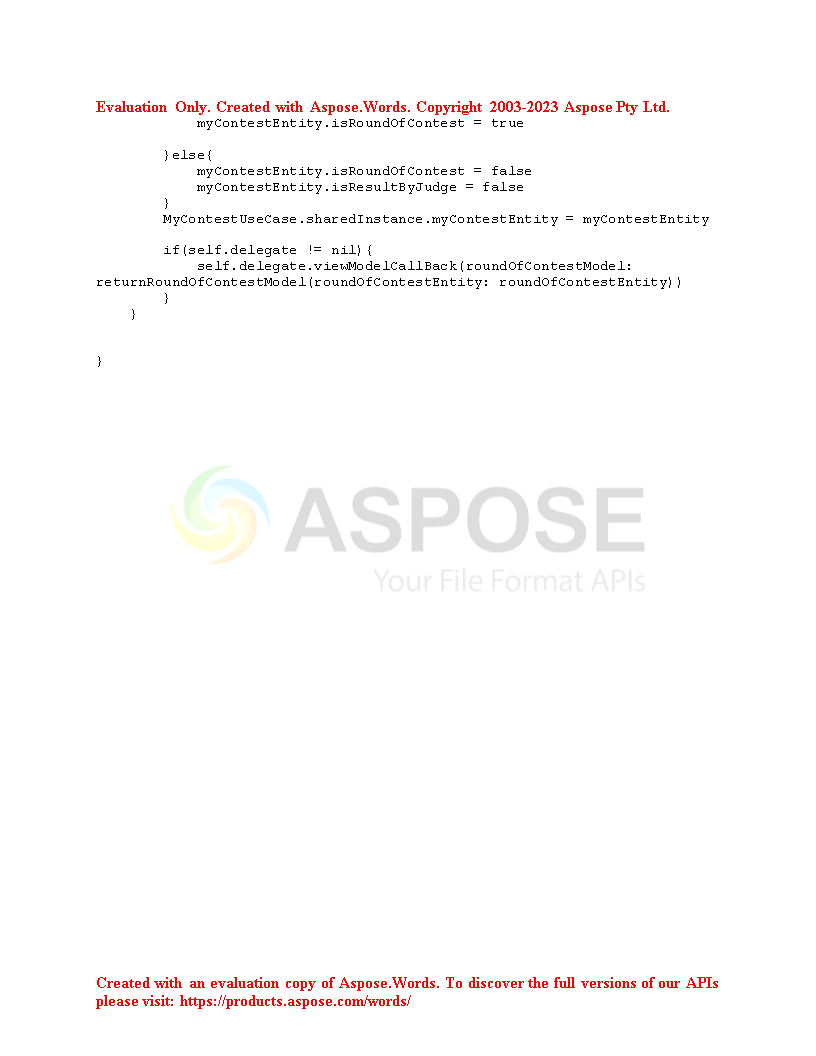 Evaluation Only. Created with Aspose.Words. Copyright 2003-2023 Aspose Pty Ltd.
            myContestEntity.isRoundOfContest = true
        }else{
            myContestEntity.isRoundOfContest = false
            myContestEntity.isResultByJudge = false
        }
        MyContestUseCase.sharedInstance.myContestEntity = myContestEntity
        if(self.delegate != nil){
            self.delegate.viewModelCallBack(roundOfContestModel:
returnRoundOfContestModel(roundOfContestEntity: roundOfContestEntity))
        }
    }
}
ASPOSE
Your File Format APIs
Created with an evaluation copy of Aspose.Words. To discover the full versions of our APIs
please visit: https://products.aspose.com/words/